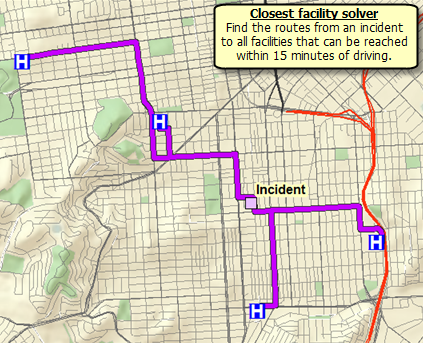 Closest facility solver
Find the routes from an incident
to all facilities that can be reached
within 15 minutes of driving.
H
H
Incident
H
H